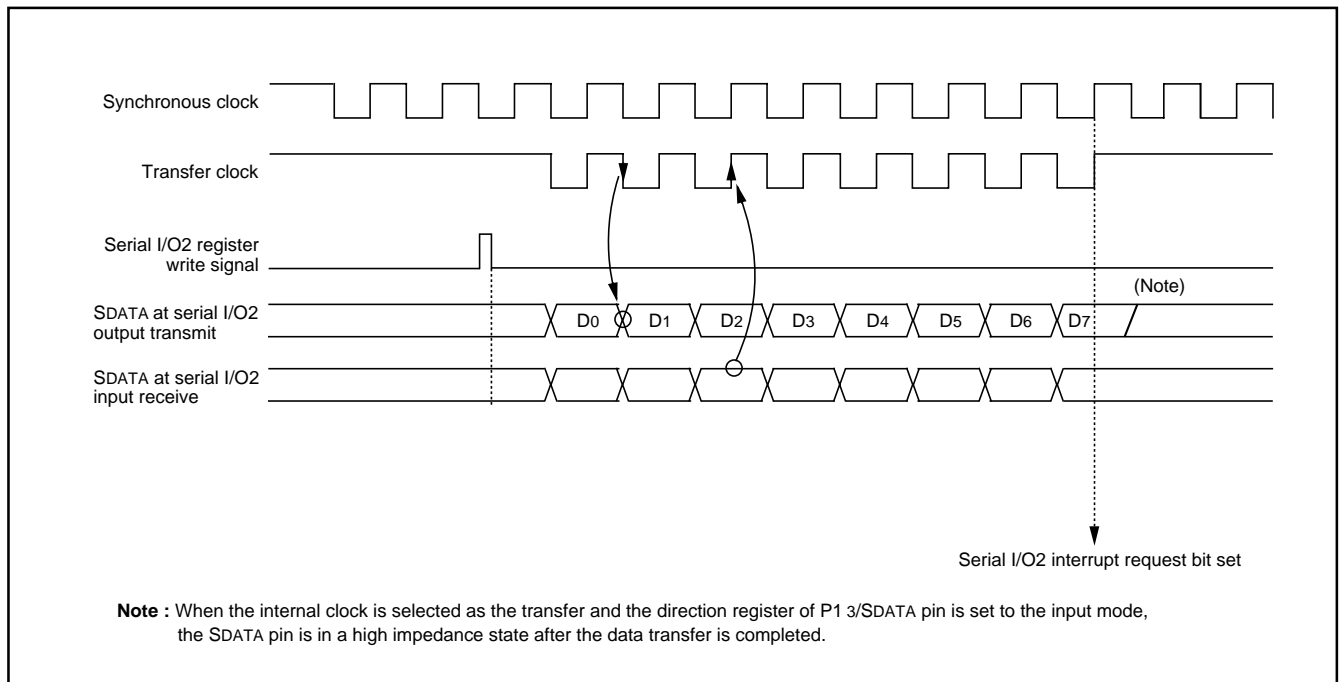 Synchronous clock
Transfer clock
Serial I/O2 register
write signal
(Note)
SDATA at serial I/O2
output transmit
D0 D1 D2 D3 D4 D5 D6 D7
SDATA at serial I/O2
input receive
Serial I/O2 interrupt request bit set
Note : When the internal clock is selected as the transfer and the direction register of P1 3/SDATA pin is set to the input mode,
the SDATA pin is in a high impedance state after the data transfer is completed.